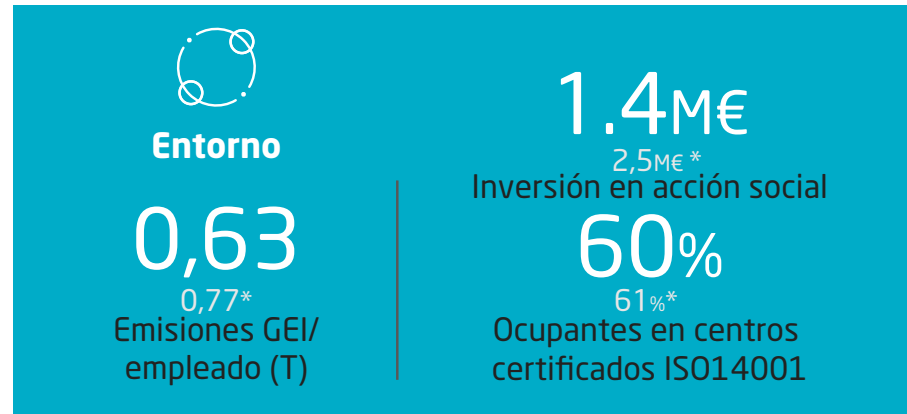 Entorno
0,63
0,77*
Emisiones GEI/
empleado (T)
1.4M€
2,5M€ *
Inversión en acción social
60%
61%*
Ocupantes en centros
certificados ISO14001